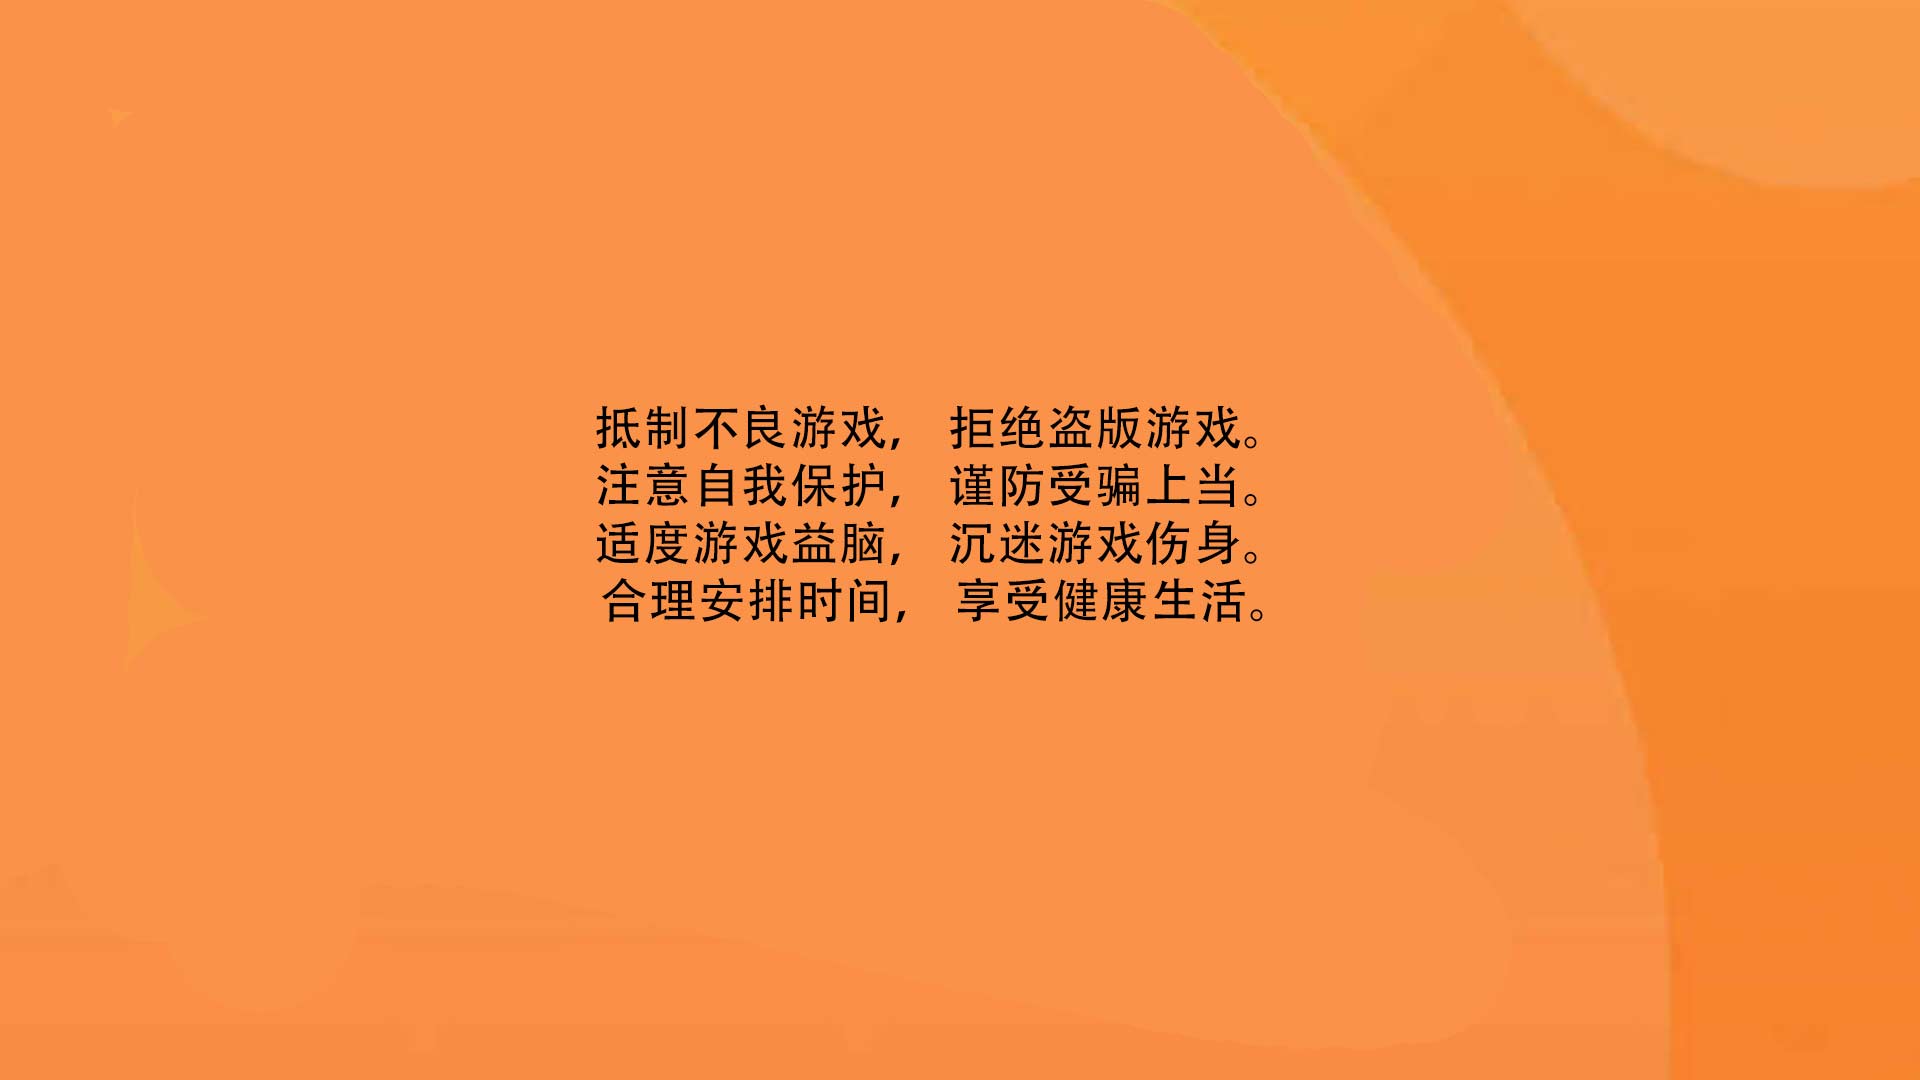 抵制不良游戏, 拒绝盗版游戏。
注意自我保护, 谨防受骗上当。
适度游戏益脑, 沉迷游戏伤身。
合理安排时间, 享受健康生活。